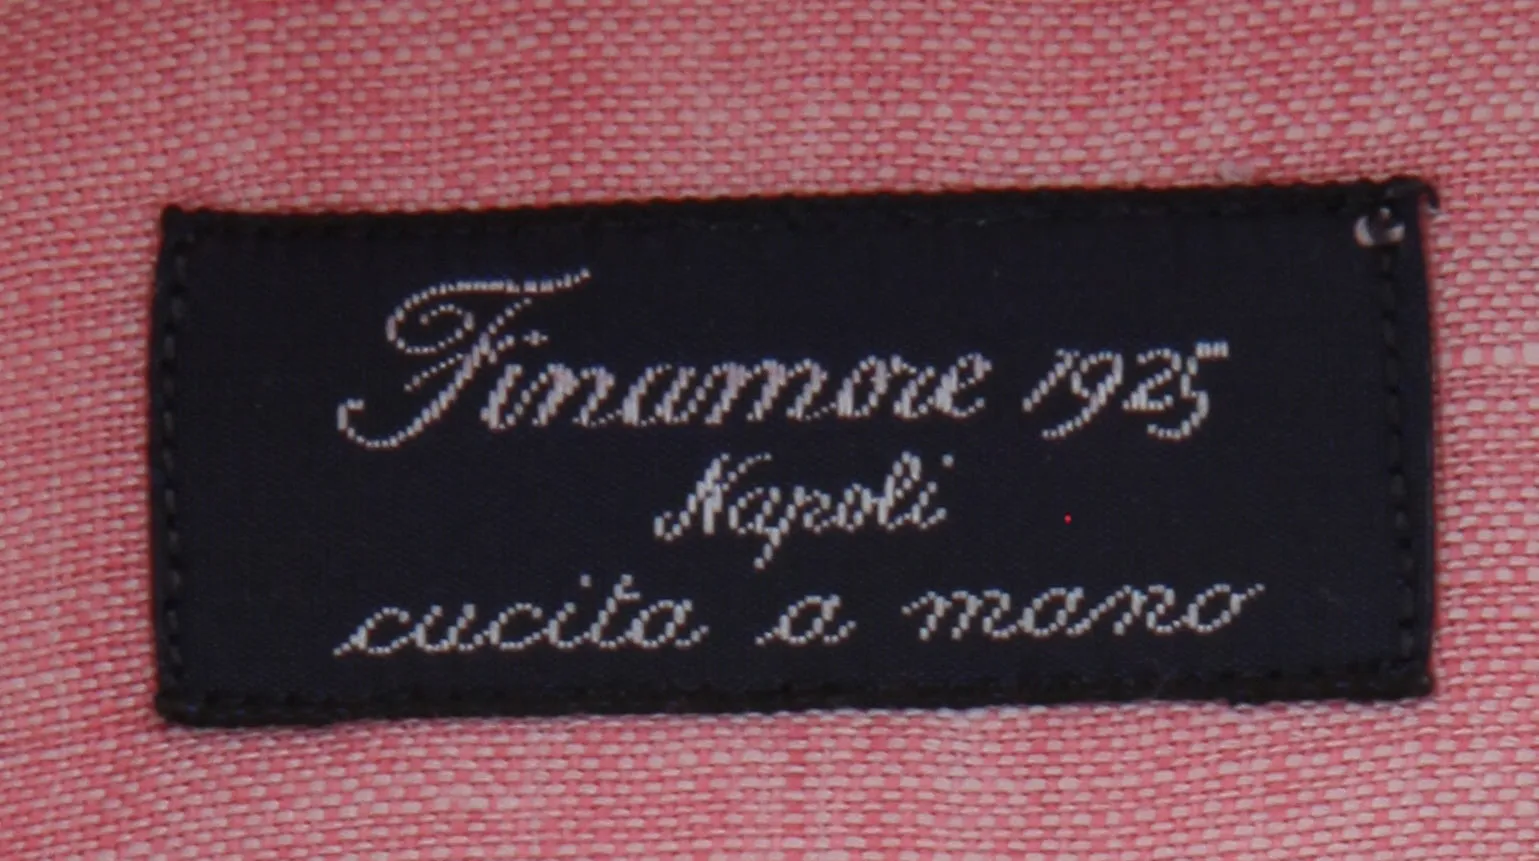 Finamore 1925
Napoli
cucita a mano